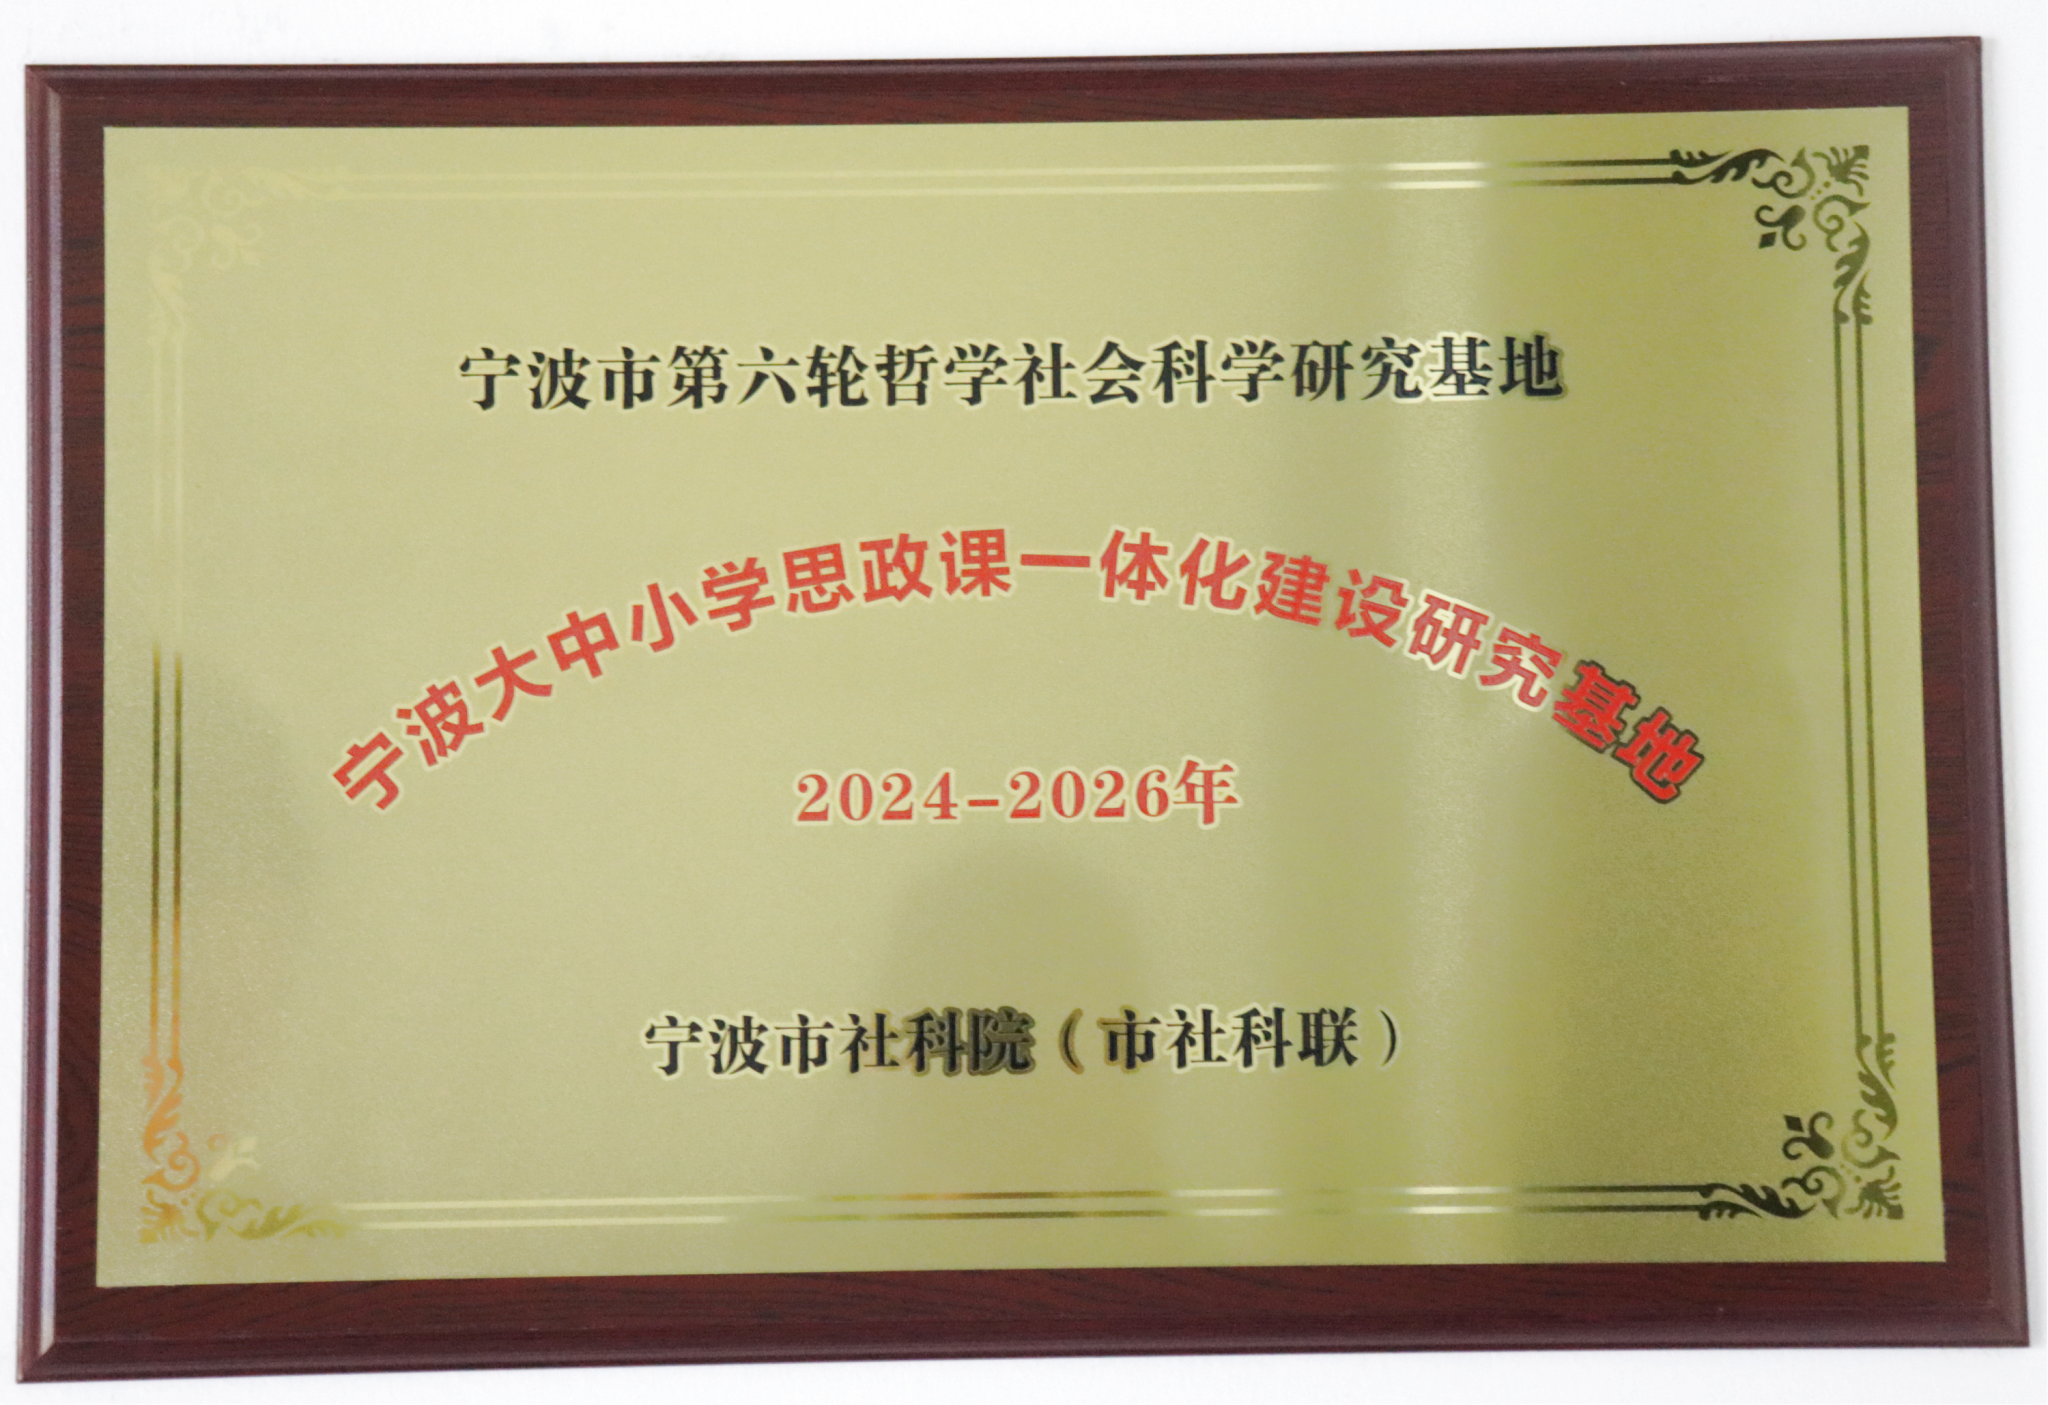 宁波市第六轮哲学社会科学研究基地
宁波大中小学思政课一体化建设研究基地
2024-2026年
宁波市社科院（市社科联）